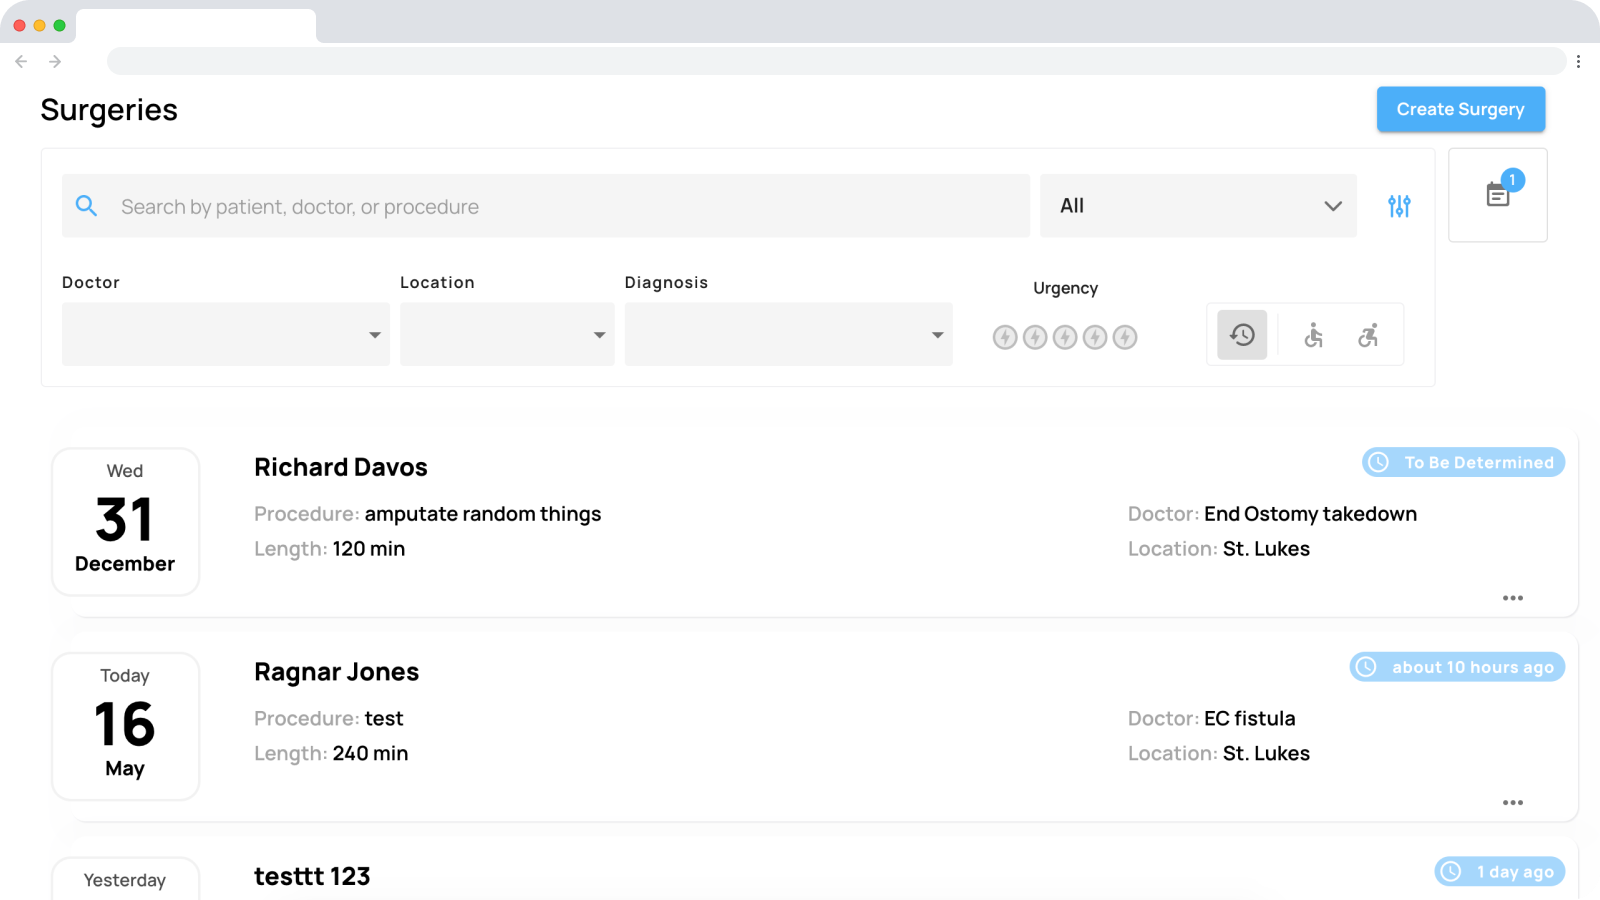 Surgeries
Create Surgery
Search by patient, doctor, or procedure
All
1
Doctor
Location
Diagnosis
Urgency
Wed
31
December
Richard Davos
Procedure: amputate random things
Length: 120 min
To Be Determined
Doctor: End Ostomy takedown
Location: St. Lukes
Today
16
May
Ragnar Jones
Procedure: test
Length: 240 min
about 10 hours ago
Doctor: EC fistula
Location: St. Lukes
Yesterday
testtt 123
1 day ago